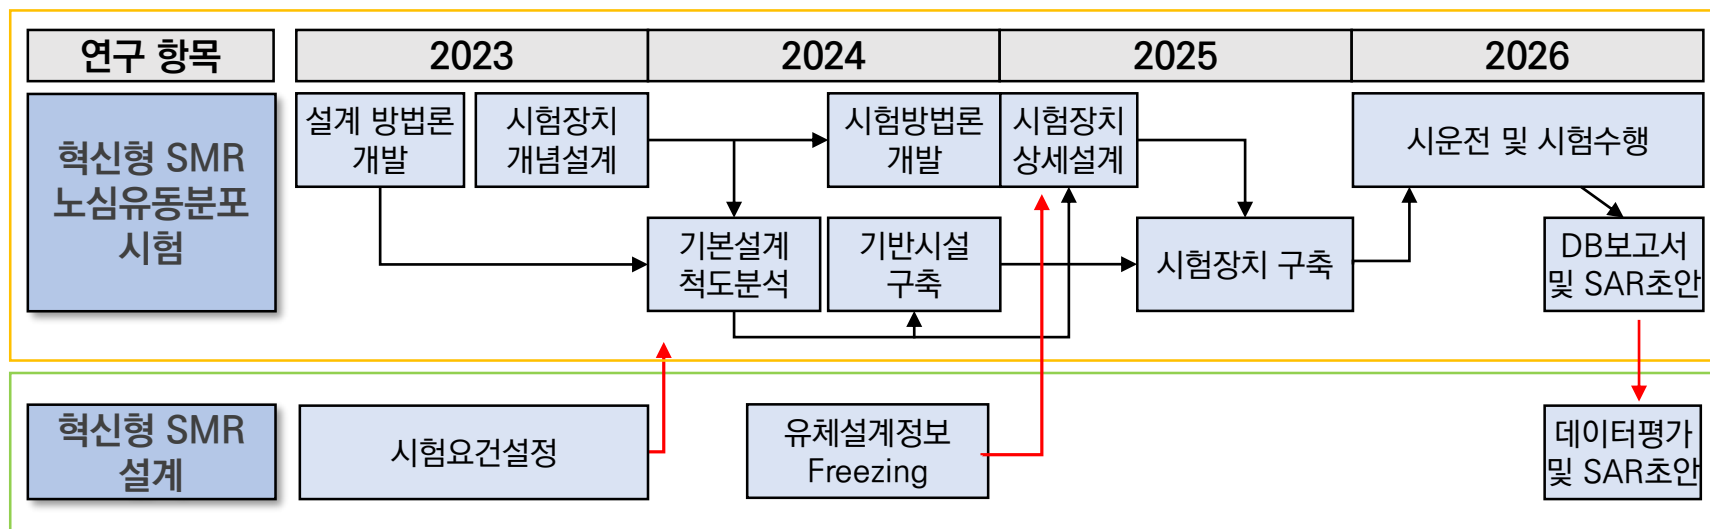 연구 항목
2023
2024
2025
2026
혁신형 SMR
노심유동분포
시험
설계 방법론
개발
시험장치
개념설계
시험방법론
개발
시험장치
상세설계
시운전 및 시험수행
기본설계
척도분석
기반시설
구축
시험장치 구축
DB보고서
및 SAR초안
혁신형 SMR
설계
시험요건설정
유체설계정보
Freezing
데이터평가
및 SAR초안